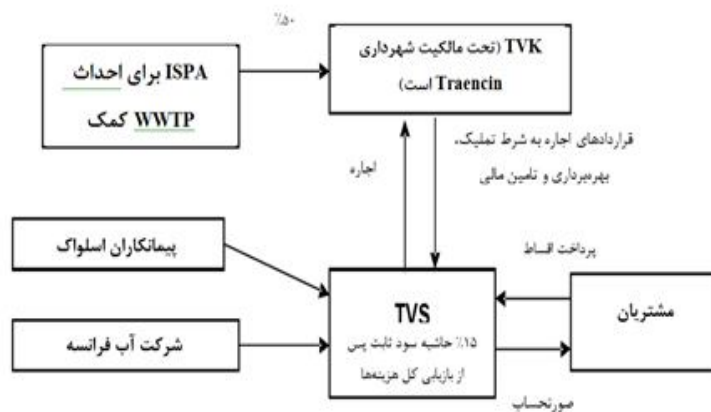 ٪۵۰
TVK (تحت مالکیت شهرداری
Traencin است)
ISPA برای احداث
WWTP کمک
قراردادهای اجاره به شرط تملیک،
بهره‌برداری و تامین مالی
اجاره
پیمانکاران اسلواک
پرداخت اقساط
TVS
۱۵٪ حاشیه سود ثابت پس
از بازیابی کل هزینه‌ها
مشتریان
شرکت آب فرانسه
صورتحساب